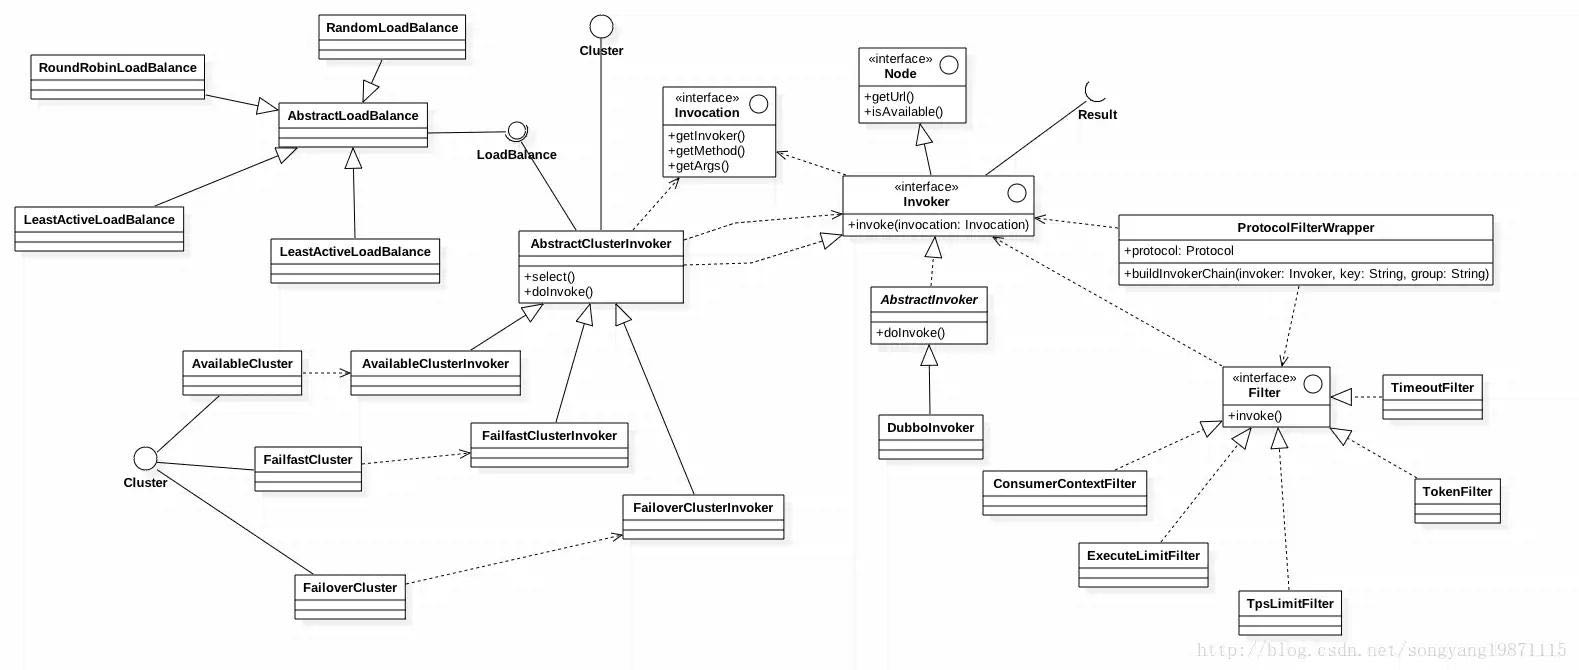 RandomLoadBalance
RoundRobinLoadBalance
AbstractLoadBalance
LeastActiveLoadBalance
LeastActiveLoadBalance
LoadBalance
Cluster
«interface»
Invocation
+getInvoker()
+getMethod()
+getArgs()
«interface»
Node
+getUrl()
+isAvailable()
Result
«interface»
Invoker
+invoke(invocation: Invocation)
ProtocolFilterWrapper
+protocol: Protocol
+buildInvokerChain(invoker: Invoker, key: String, group: String)
AbstractClusterInvoker
+select()
+doInvoke()
AbstractInvoker
+doInvoke()
AvailableCluster
AvailableClusterInvoker
FailfastClusterInvoker
Cluster
FailfastCluster
FailoverClusterInvoker
FailoverCluster
DubboInvoker
«interface»
Filter
+invoke()
TimeoutFilter
ConsumerContextFilter
TokenFilter
ExecuteLimitFilter
TpsLimitFilter
http://blog.csdn.net/songyang19871115